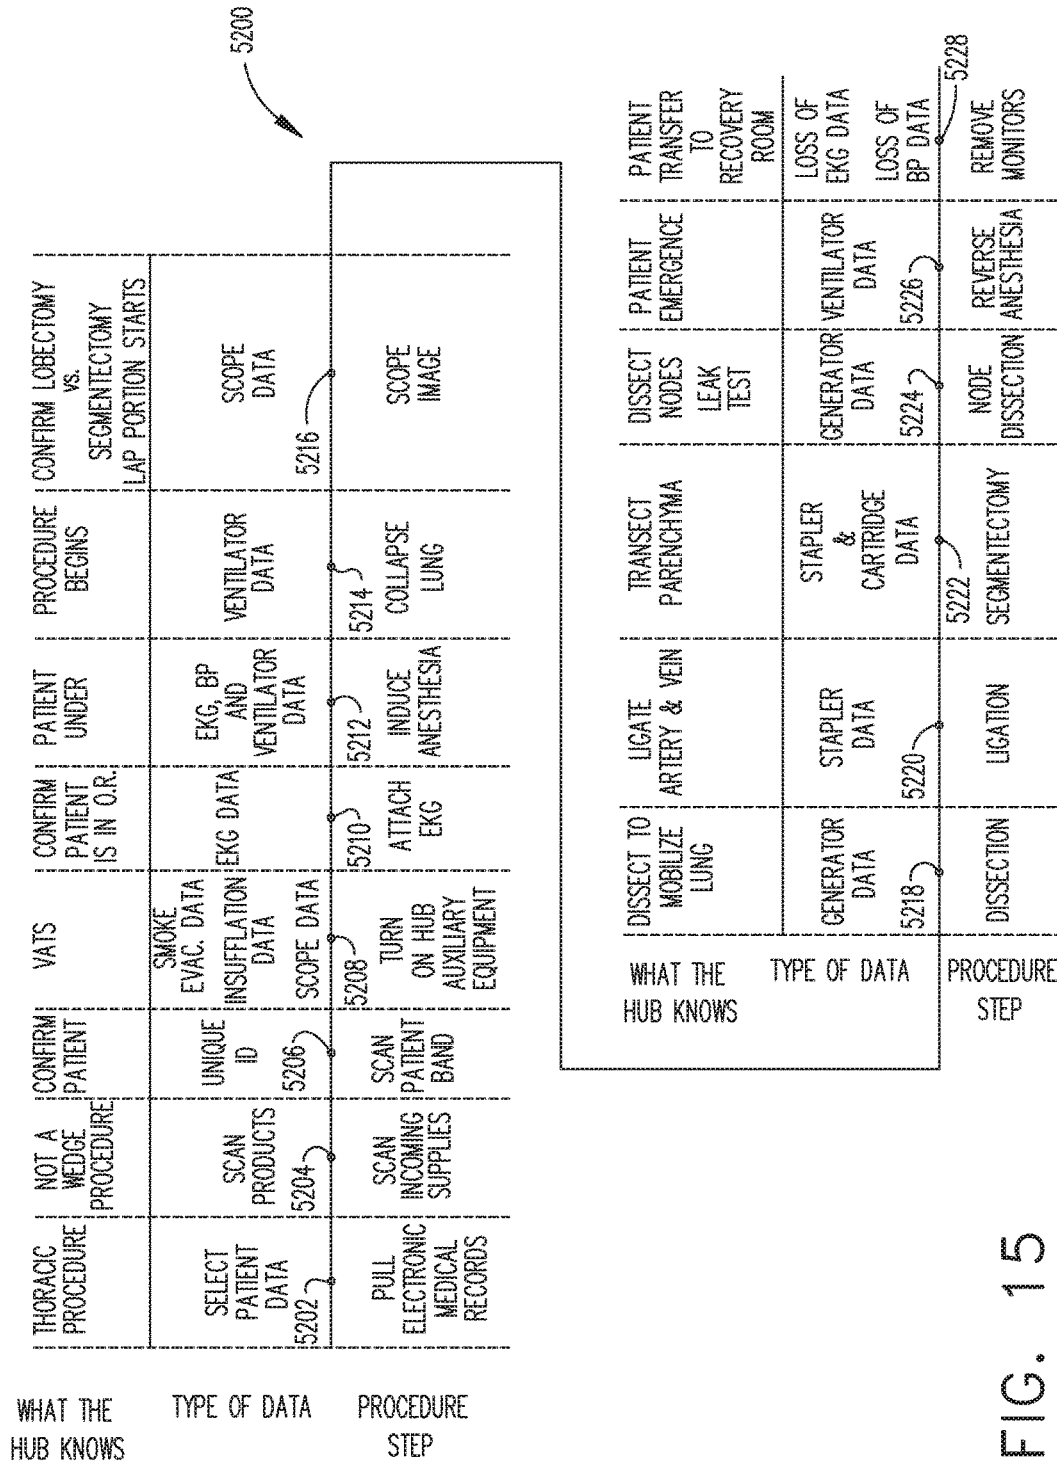 5200
WHAT THE
HUB KNOWS
THORACIC
PROCEDURE
NOT A
WEDGE
PROCEDURE
CONFIRM
PATIENT
VATS
CONFIRM
PATIENT
IS IN O.R.
PATIENT
UNDER
PROCEDURE
BEGINS
CONFIRM LOBECTOMY
vs.
SEGMENTECTOMY
LAP PORTION STARTS
TYPE OF DATA
SELECT
PATIENT
DATA
5202
SCAN
PRODUCTS
5204
UNIQUE
ID
5206
SMOKE
EVAC. DATA
INSUFFLATION
DATA
SCOPE DATA
5208
EKG DATA
5210
EKG, BP
AND
VENTILATOR
DATA
5212
VENTILATOR
DATA
5214
SCOPE
DATA
5216
PROCEDURE
STEP
PULL
ELECTRONIC
MEDICAL
RECORDS
SCAN
INCOMING
SUPPLIES
SCAN
PATIENT
BAND
TURN
ON HUB
AUXILIARY
EQUIPMENT
ATTACH
EKG
INDUCE
ANESTHESIA
COLLAPSE
LUNG
SCOPE
IMAGE
WHAT THE
HUB KNOWS
DISSECT TO
MOBILIZE
LUNG
LIGATE
ARTERY & VEIN
TRANSECT
PARENCHYMA
DISSECT
NODES
LEAK
TEST
PATIENT
EMERGENCE
PATIENT
TRANSFER
TO
RECOVERY
ROOM
TYPE OF DATA
GENERATOR
DATA
5218
STAPLER
DATA
5220
STAPLER
&
CARTRIDGE
DATA
5222
GENERATOR
DATA
5224
VENTILATOR
DATA
5226
LOSS OF
EKG DATA
LOSS OF
BP DATA
5228
PROCEDURE
STEP
DISSECTION
LIGATION
SEGMENTECTOMY
NODE
DISSECTION
REVERSE
ANESTHESIA
REMOVE
MONITORS
FIG. 15